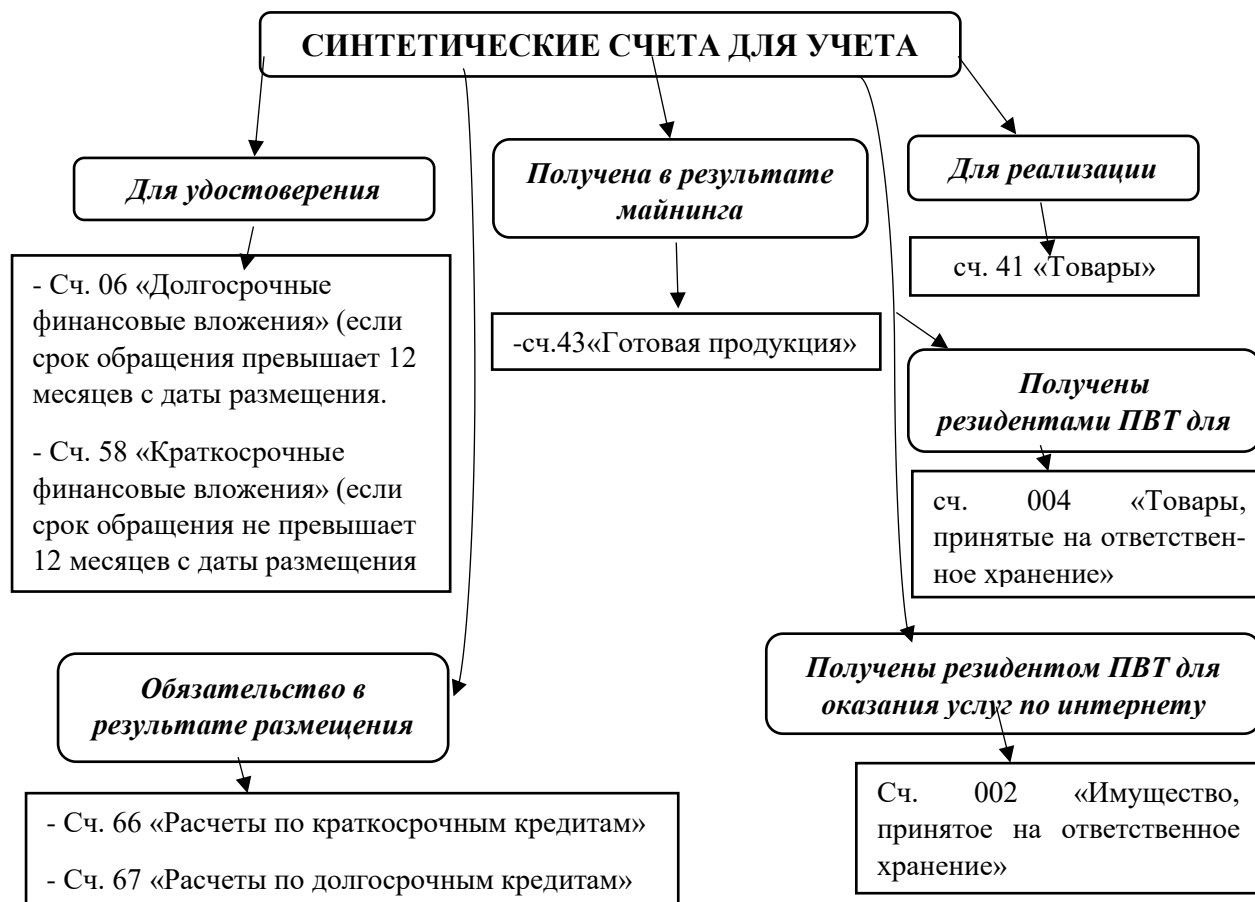 СИНТЕТИЧЕСКИЕ СЧЕТА ДЛЯ УЧЕТА
Для удостоверения
- Сч. 06 «Долгосрочные
финансовые вложения» (если
срок обращения превышает 12
месяцев с даты размещения.
- Сч. 58 «Краткосрочные
финансовые вложения» (если
срок обращения не превышает
12 месяцев с даты размещения
Получена в результате
майнинга
-сч.43«Готовая продукция»
Для реализации
сч. 41 «Товары»
Получены
резидентами ПВТ для
сч. 004 «Товары,
принятые на ответствен-
ное хранение»
Обязательство в
результате размещения
- Сч. 66 «Расчеты по краткосрочным кредитам»
- Сч. 67 «Расчеты по долгосрочным кредитам»
Получены резидентом ПВТ для
оказания услуг по интернету
Сч. 002 «Имущество,
принятое на ответственное
хранение»